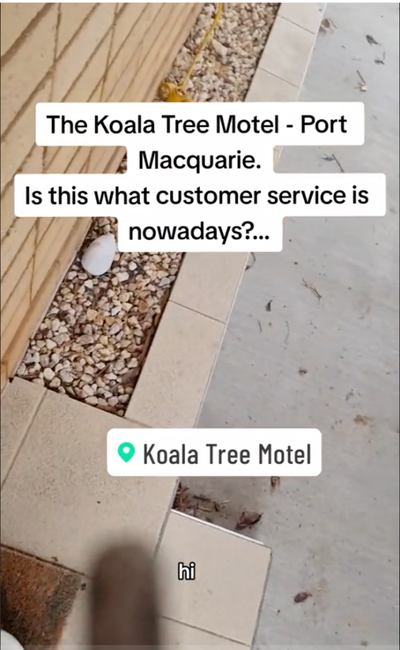 The Koala Tree Motel - Port
Macquarie.
Is this what customer service is
nowadays?...
Koala Tree Motel
hi